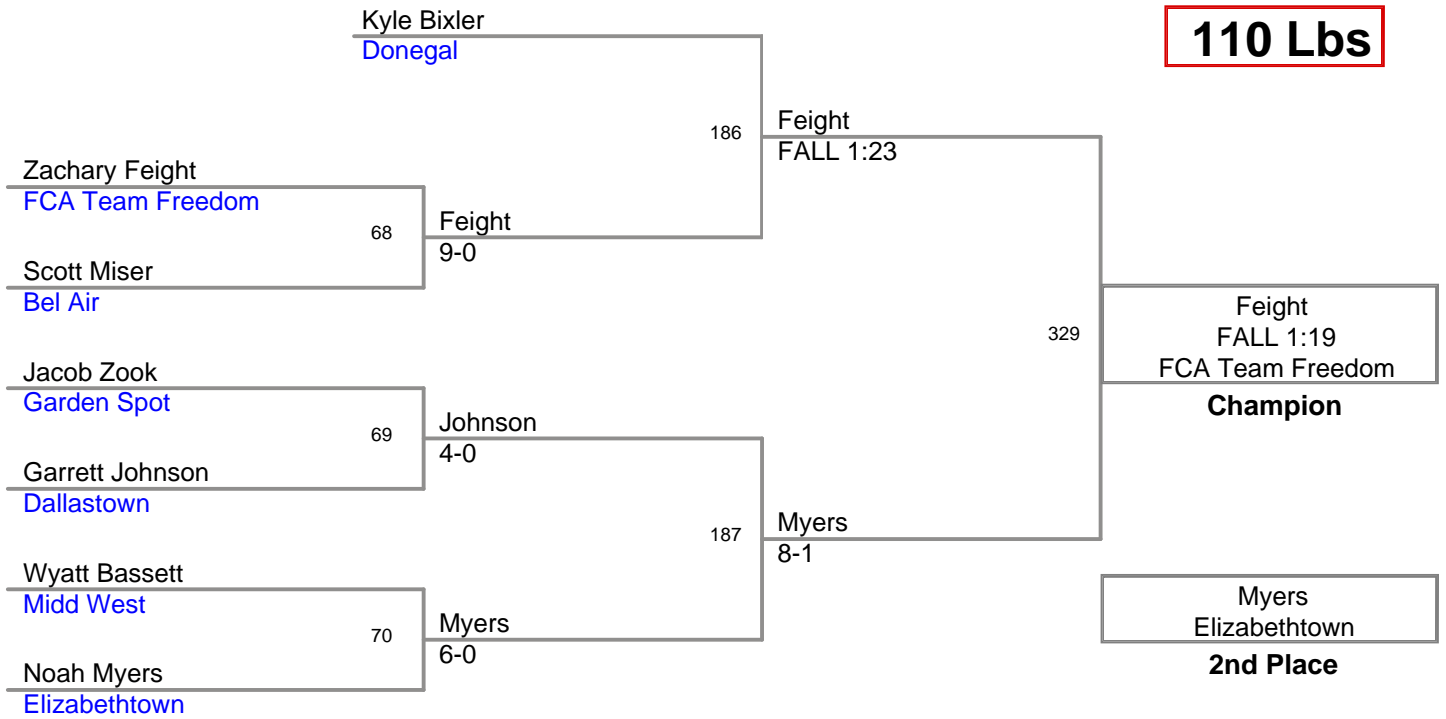 Kyle Bixler
Donegal
110 Lbs
186
Feight
FALL 1:23
Zachary Feight
FCA Team Freedom
68
Feight
9-0
Scott Miser
Bel Air
329
Feight
FALL 1:19
FCA Team Freedom
Champion
Jacob Zook
Garden Spot
69
Johnson
4-0
Garrett Johnson
Dallastown
187
Myers
8-1
Wyatt Bassett
Midd West
70
Myers
6-0
Noah Myers
Elizabethtown
Myers
Elizabethtown
2nd Place